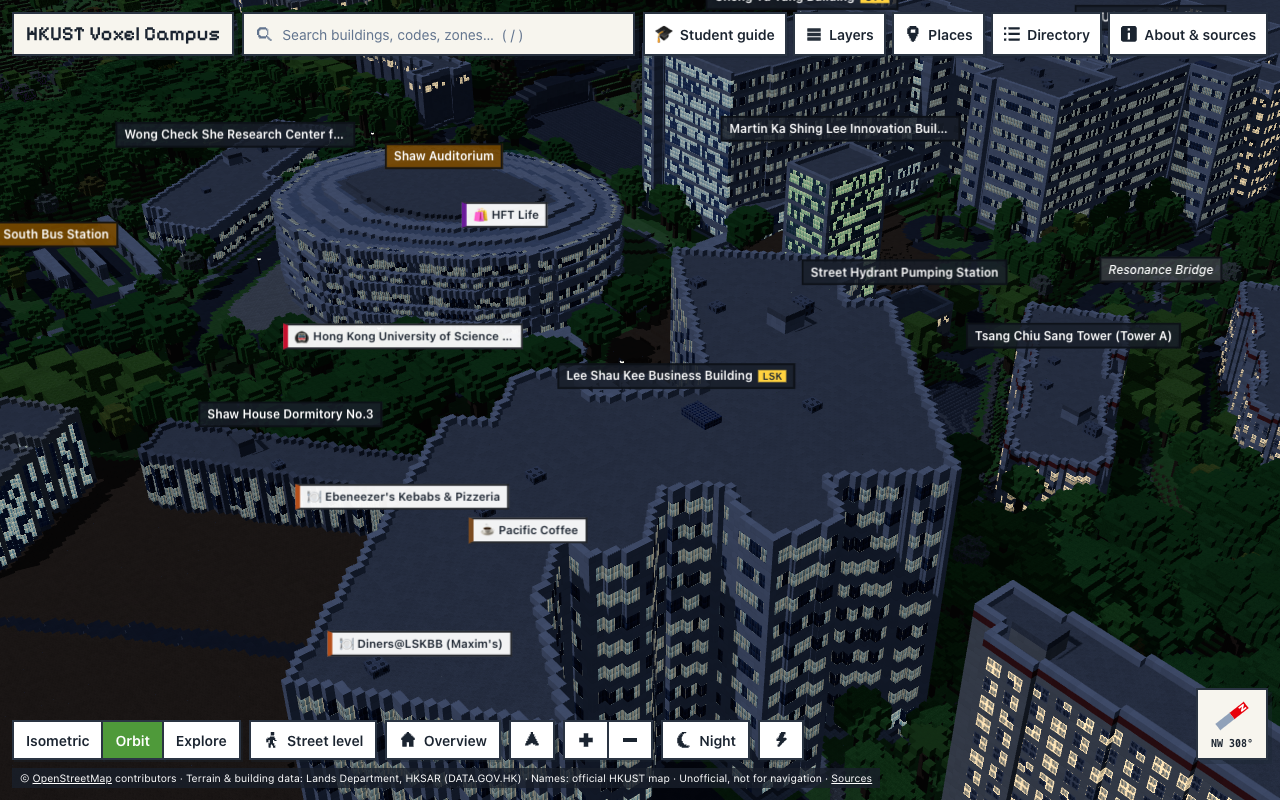 HKUST Voxel Campus
Search buildings, codes, zones... ( / )
Student guide
Layers
Places
Directory
About & sources
Wong Check She Research Center f...
Shaw Auditorium
Martin Ka Shing Lee Innovation Buil...
HFT Life
South Bus Station
Street Hydrant Pumping Station
Resonance Bridge
Hong Kong University of Science ...
Tsang Chiu Sang Tower (Tower A)
Lee Shau Kee Business Building LSK
Shaw House Dormitory No.3
Ebeneezer's Kebabs & Pizzeria
Pacific Coffee
Diners@LSKBB (Maxim's)
Isometric
Orbit
Explore
Street level
Overview
Night
NW 308°
© OpenStreetMap contributors · Terrain & building data: Lands Department, HKSAR (DATA.GOV.HK) · Names: official HKUST map · Unofficial, not for navigation · Sources